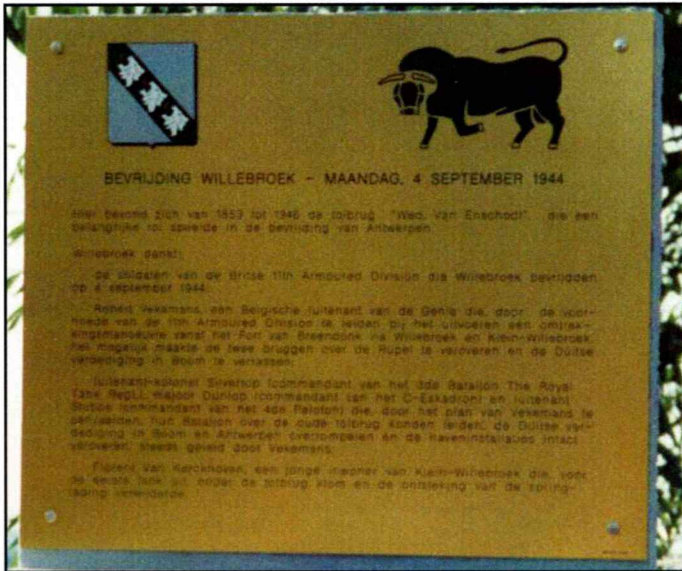 BEVRIJDING WILLEBROEK - MAANDAG, 4 SEPTEMBER 1944
Hier bevond zich van 1853 tot 1946 de tolbrug "Wed. Van Enschodt", die een
belangrijke rol speelde in de bevrijding van Antwerpen.
Willebroek dankt:
de soldaten van de Britse 11th Armoured Division die Willebroek bevrijdden
op 4 september 1944.
Robert Vekemans, een Belgische luitenant van de Genie die, door de voor-
hoede van de 11th Armoured Division te leiden bij het uitvoeren een omtrek-
kingsmanoeuvre vanaf het Fort van Breendonk via Willebroek en Klein-Willebroek,
het mogelijk maakte de twee bruggen over de Rupel te veroveren en de Duitse
verdediging in Boom te verrassen.
luitenant-kolonel Silvertop (commandant van het 3de Bataljon The Royal
Tank Regt.), majoor Dunlop (commandant van het C-Eskadron) en luitenant
Stubbs (commandant van het 4de Peloton) die, door het plan van Vekemans te
aanvaarden, hun Bataljon over de oude tolbrug konden leiden, de Duitse ver-
dediging in Boom en Antwerpen overrompelen en de haveninstallaties intact
veroveren, steeds geleid door Vekemans.
Florent Van Kerckhoven, een jonge inwoner van Klein-Willebroek die, voor
de eerste tank uit, onder de tolbrug klom en de ontsteking van de spring-
lading verwijderde.